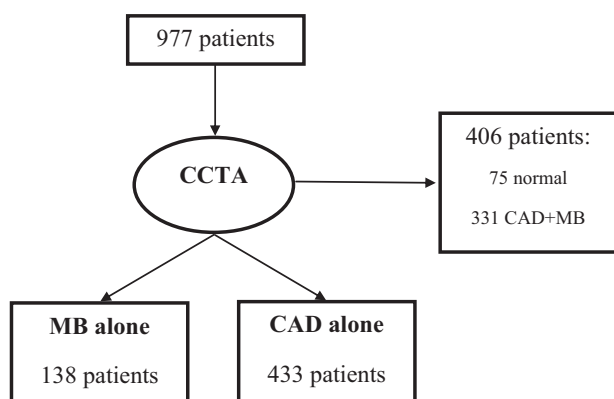 977 patients
CCTA
406 patients:
75 normal
331 CAD+MB
MB alone
138 patients
CAD alone
433 patients